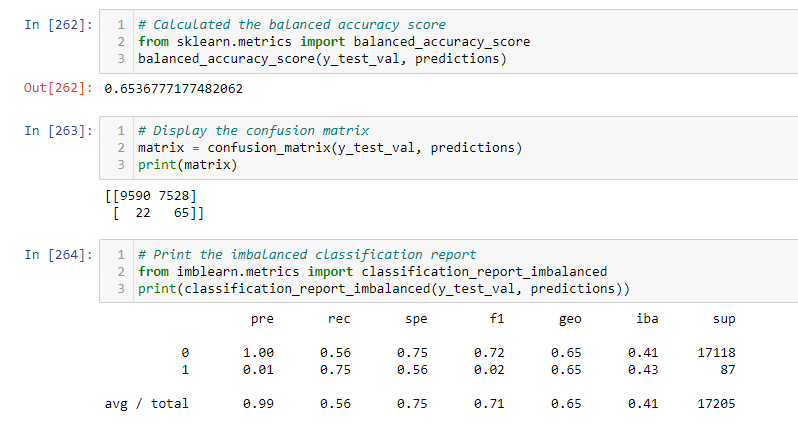 In [262]:
1 # Calculated the balanced accuracy score
2 from sklearn.metrics import balanced_accuracy_score
3 balanced_accuracy_score(y_test_val, predictions)
Out[262]: 0.6536777177482062
In [263]:
1 # Display the confusion matrix
2 matrix = confusion_matrix(y_test_val, predictions)
3 print(matrix)
[[9590 7528]
[ 22 65]]
In [264]:
1 # Print the imbalanced classification report
2 from imblearn.metrics import classification_report_imbalanced
3 print(classification_report_imbalanced(y_test_val, predictions))
pre rec spe f1 geo iba sup
0 1.00 0.56 0.75 0.72 0.65 0.41 17118
1 0.01 0.75 0.56 0.02 0.65 0.43 87
avg / total 0.99 0.56 0.75 0.71 0.65 0.41 17205